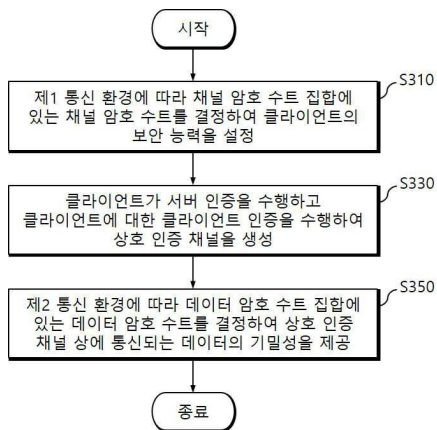 시작
S310
제1 통신 환경에 따라 채널 암호 수트 집합에
있는 채널 암호 수트를 결정하여 클라이언트의
보안 능력을 설정
S330
클라이언트가 서버 인증을 수행하고
클라이언트에 대한 클라이언트 인증을 수행하여
상호 인증 채널을 생성
S350
제2 통신 환경에 따라 데이터 암호 수트 집합에
있는 데이터 암호 수트를 결정하여 상호 인증
채널 상에 통신되는 데이터의 기밀성을 제공
종료